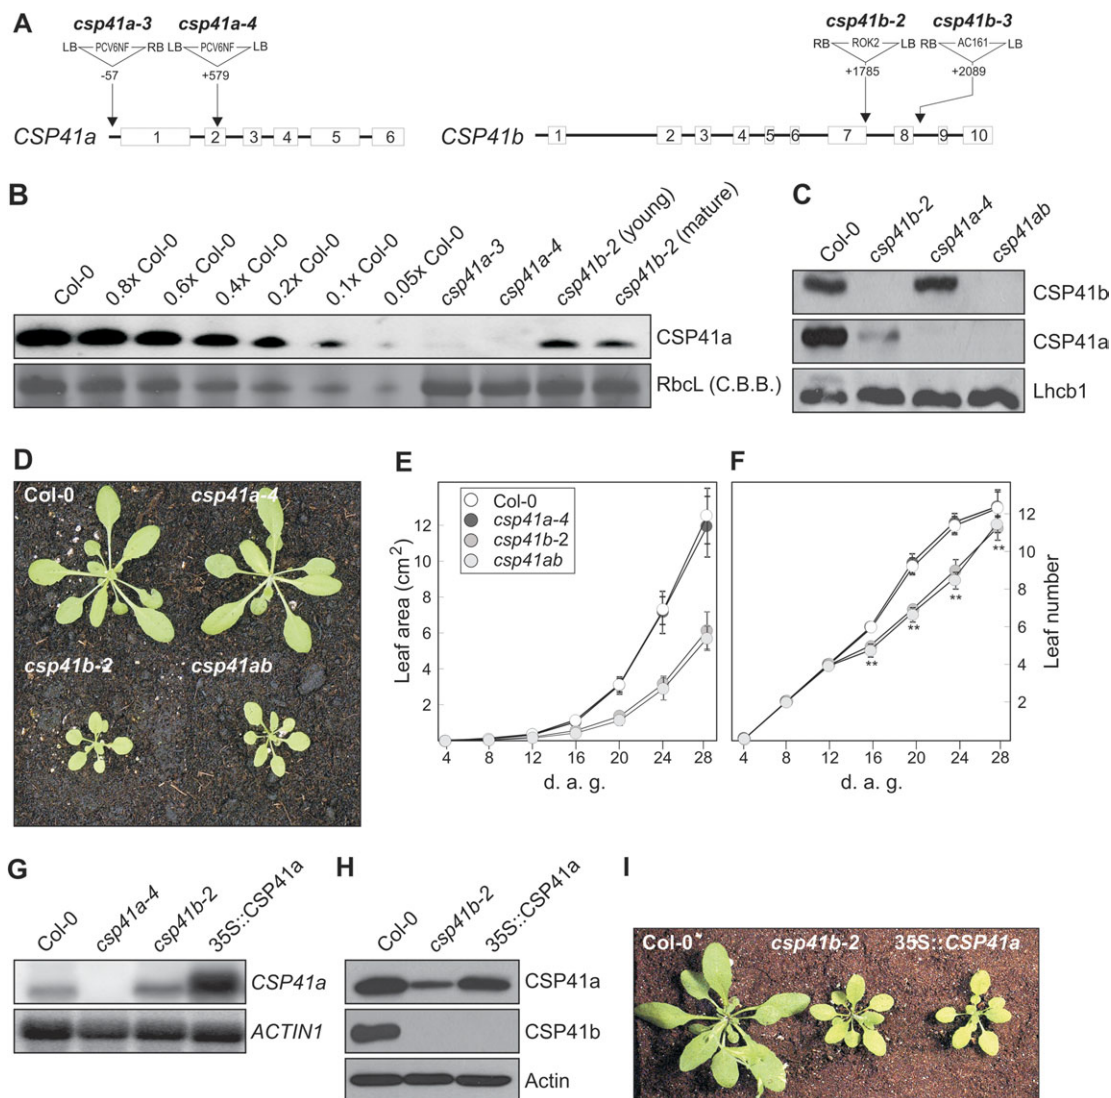 A
csp41a-3 csp41a-4
LB PCV6NF RB LB PCV6NF LB
-57 +579
CSP41a 1 2 3 4 5 6
csp41b-2 csp41b-3
RB ROK2 LB RB AC161 LB
+1785 +2089
CSP41b 1 2 3 4 5 6 7 8 9 10
B
Col-0
0.8x Col-0
0.6x Col-0
0.4x Col-0
0.2x Col-0
0.1x Col-0
0.05x Col-0
csp41a-3
csp41a-4
csp41b-2 (young)
csp41b-2 (mature)
CSP41a
RbcL (C.B.B.)
C
Col-0
csp41b-2
csp41a-4
csp41ab
CSP41b
CSP41a
Lhcb1
D
Col-0 csp41a-4
csp41b-2 csp41ab
E
Col-0
csp41a-4
csp41b-2
csp41ab
Leaf area (cm²)
12
10
8
6
4
2
4 8 12 16 20 24 28
d. a. g.
F
** ** ** **
12
10
8
6
4
2
Leaf number
4 8 12 16 20 24 28
d. a. g.
G
Col-0
csp41a-4
csp41b-2
35S::CSP41a
CSP41a
ACTIN1
H
Col-0
csp41b-2
35S::CSP41a
CSP41a
CSP41b
Actin
I
Col-0 csp41b-2 35S::CSP41a